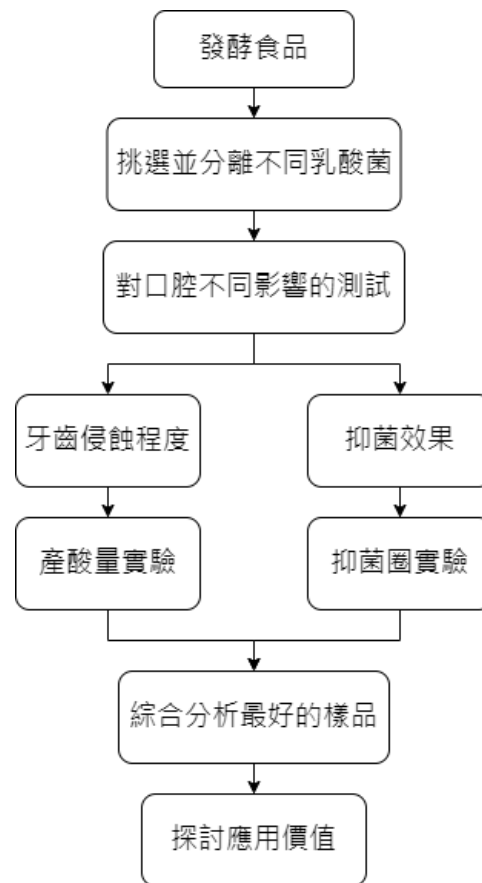 發酵食品
挑選並分離不同乳酸菌
對口腔不同影響的測試
牙齒侵蝕程度
抑菌效果
產酸量實驗
抑菌圈實驗
綜合分析最好的樣品
探討應用價值